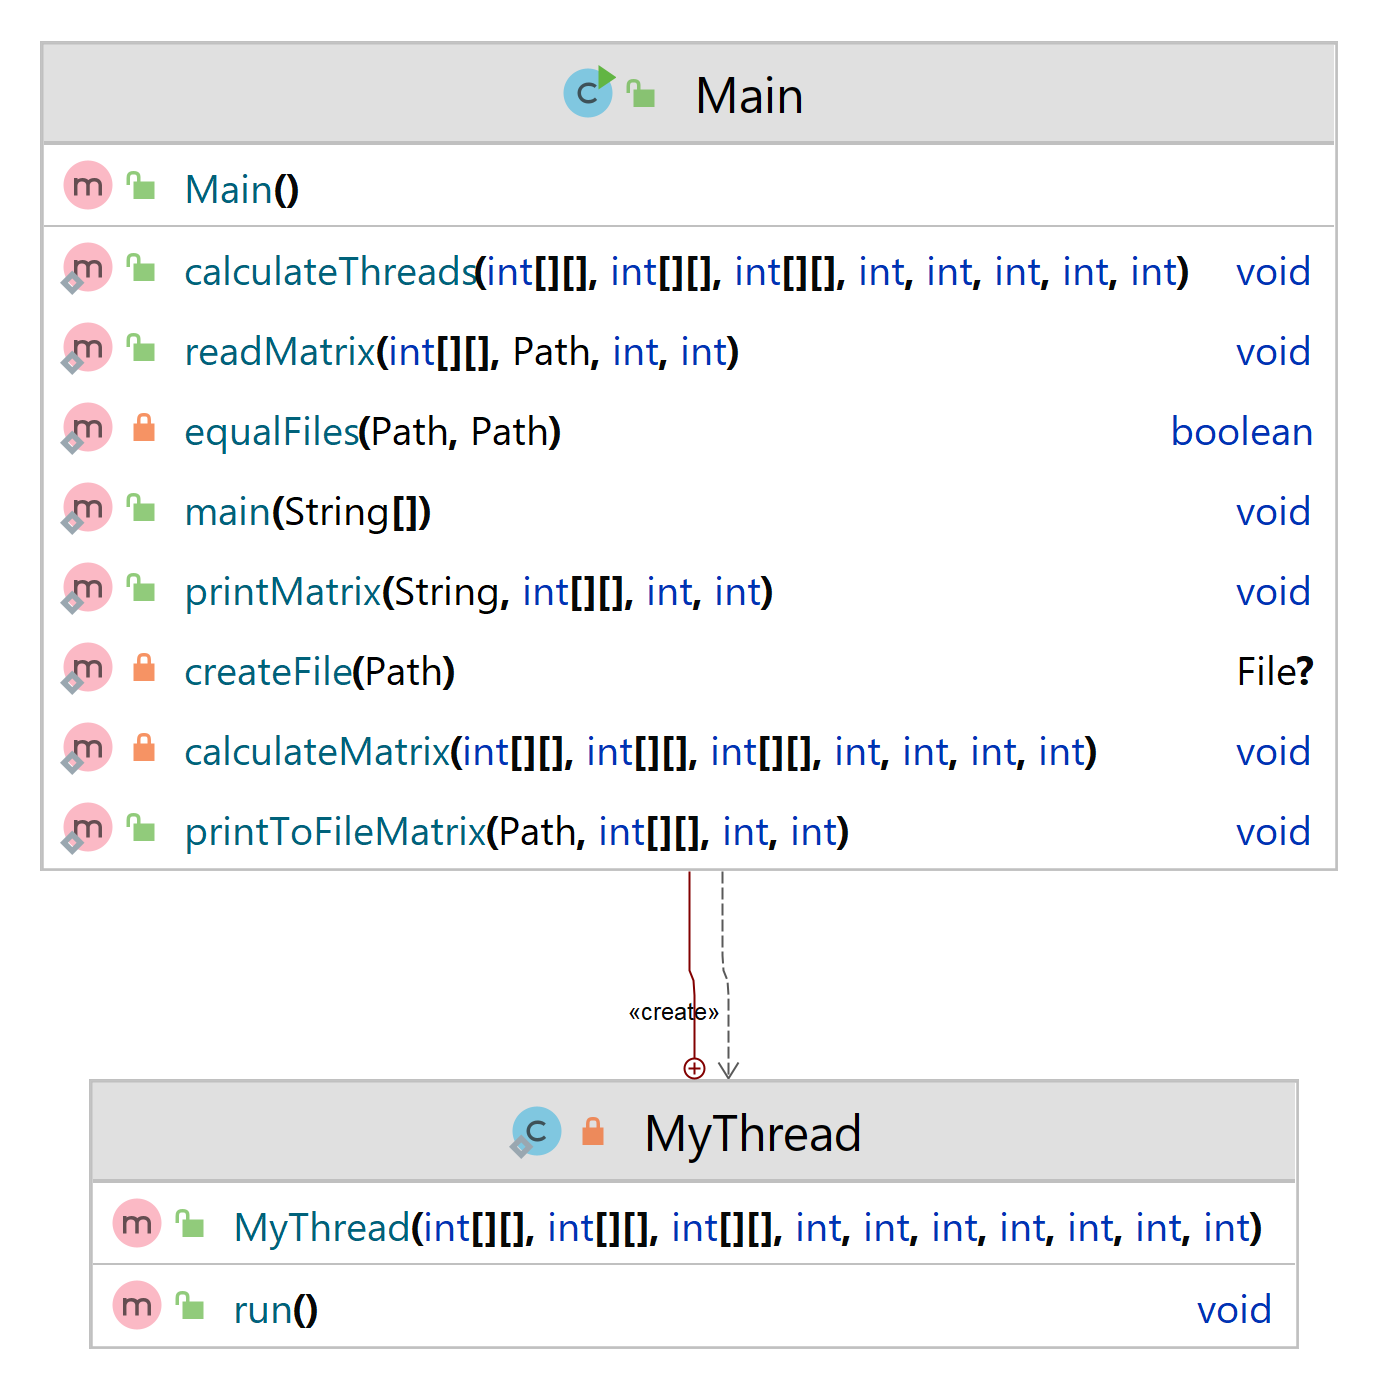 Main
Main()
calculateThreads(int[][], int[][], int[][], int, int, int, int, int) void
readMatrix(int[][], Path, int, int) void
equalFiles(Path, Path) boolean
main(String[]) void
printMatrix(String, int[][], int, int) void
createFile(Path) File?
calculateMatrix(int[][], int[][], int[][], int, int, int, int) void
printToFileMatrix(Path, int[][], int, int) void
«create»
MyThread
MyThread(int[][], int[][], int[][], int, int, int, int, int, int, int)
run() void